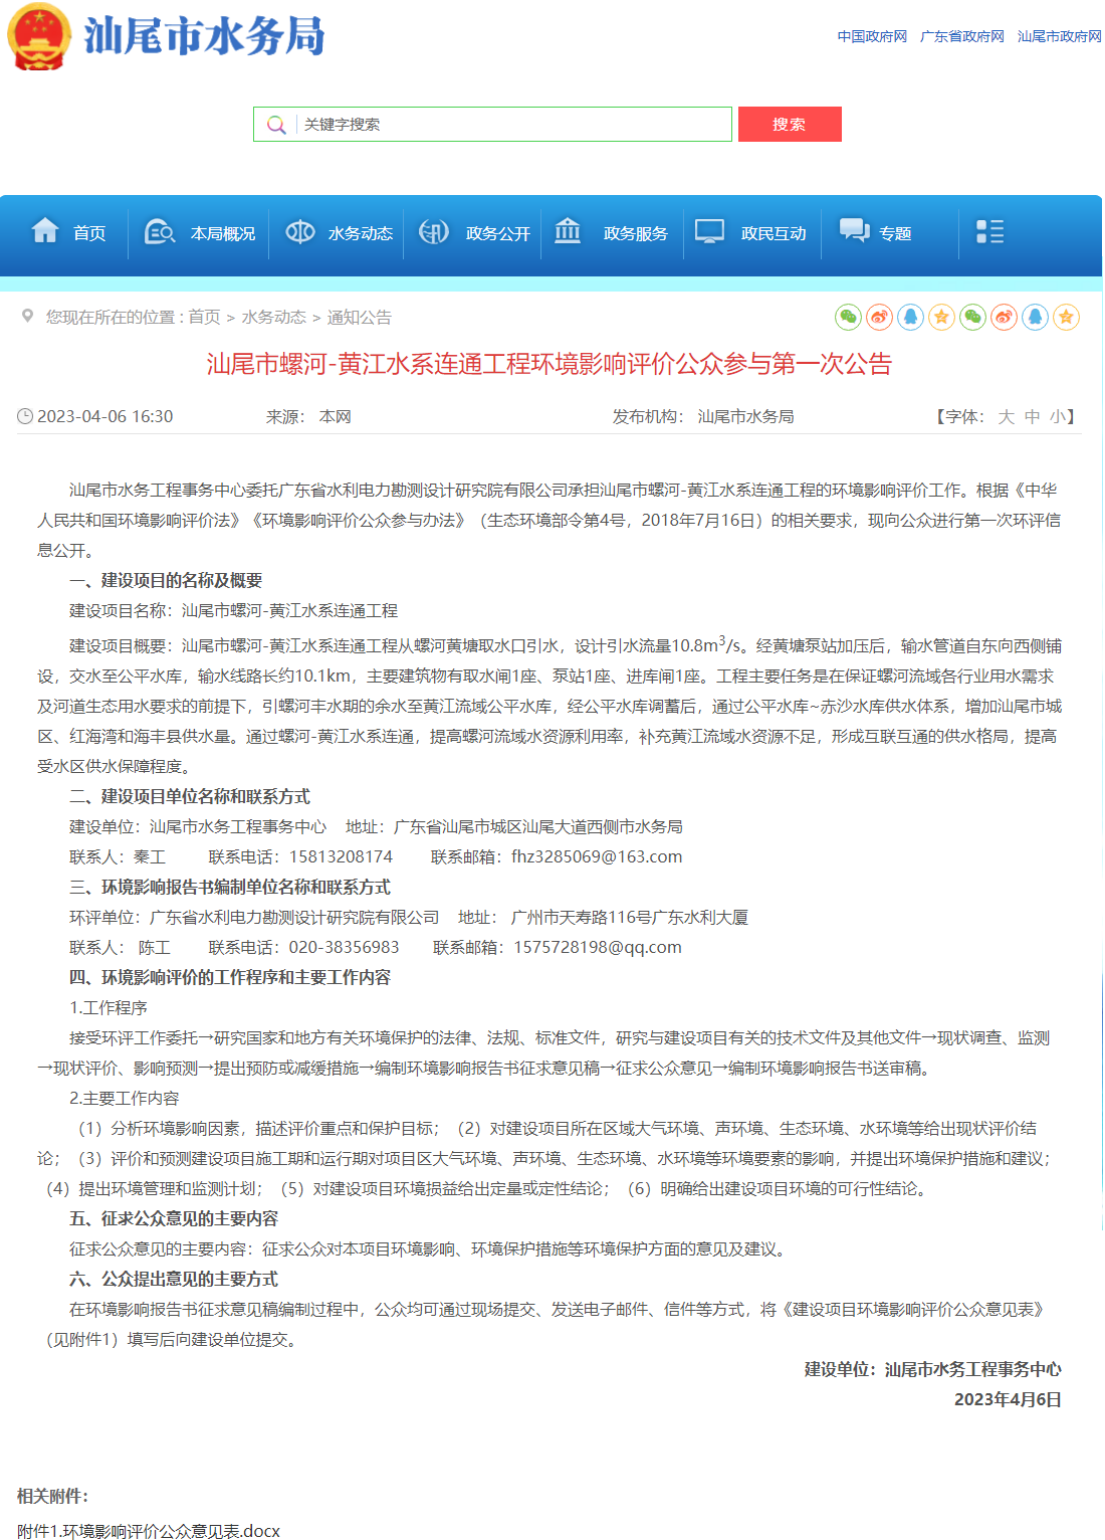 汕尾市水务局
中国政府网 广东省政府网 汕尾市政府网
关键字搜索 搜索
首页 本局概况 水务动态 政务公开 政务服务 政民互动 专题
您现在所在的位置：首页 > 水务动态 > 通知公告
汕尾市螺河-黄江水系连通工程环境影响评价公众参与第一次公告
2023-04-06 16:30 来源： 本网 发布机构： 汕尾市水务局 【字体： 大 中 小】
汕尾市水务工程事务中心委托广东省水利电力勘测设计研究院有限公司承担汕尾市螺河-黄江水系连通工程的环境影响评价工作。根据《中华
人民共和国环境影响评价法》《环境影响评价公众参与办法》（生态环境部令第4号，2018年7月16日）的相关要求，现向公众进行第一次环评信
息公开。
一、建设项目的名称及概要
建设项目名称：汕尾市螺河-黄江水系连通工程
建设项目概要：汕尾市螺河-黄江水系连通工程从螺河黄塘取水口引水，设计引水流量10.8m³/s。经黄塘泵站加压后，输水管道自东向西侧铺
设，交水至公平水库，输水线路长约10.1km，主要建筑物有取水闸1座、泵站1座、进库闸1座。工程主要任务是在保证螺河流域各行业用水需求
及河道生态用水要求的前提下，引螺河丰水期的余水至黄江流域公平水库，经公平水库调蓄后，通过公平水库~赤沙水库供水体系，增加汕尾市城
区、红海湾和海丰县供水量。通过螺河-黄江水系连通，提高螺河流域水资源利用率，补充黄江流域水资源不足，形成互联互通的供水格局，提高
受水区供水保障程度。
二、建设项目单位名称和联系方式
建设单位：汕尾市水务工程事务中心 地址：广东省汕尾市城区汕尾大道西侧市水务局
联系人：秦工 联系电话：15813208174 联系邮箱：fhz3285069@163.com
三、环境影响报告书编制单位名称和联系方式
环评单位：广东省水利电力勘测设计研究院有限公司 地址： 广州市天寿路116号广东水利大厦
联系人： 陈工 联系电话：020-38356983 联系邮箱：1575728198@qq.com
四、环境影响评价的工作程序和主要工作内容
1.工作程序
接受环评工作委托→研究国家和地方有关环境保护的法律、法规、标准文件，研究与建设项目有关的技术文件及其他文件→现状调查、监测
→现状评价、影响预测→提出预防或减缓措施→编制环境影响报告书征求意见稿→征求公众意见→编制环境影响报告书送审稿。
2.主要工作内容
（1）分析环境影响因素，描述评价重点和保护目标；（2）对建设项目所在区域大气环境、声环境、生态环境、水环境等给出现状评价结
论；（3）评价和预测建设项目施工期和运行期对项目区大气环境、声环境、生态环境、水环境等环境要素的影响，并提出环境保护措施和建议；
（4）提出环境管理和监测计划；（5）对建设项目环境损益给出定量或定性结论；（6）明确给出建设项目环境的可行性结论。
五、征求公众意见的主要内容
征求公众意见的主要内容：征求公众对本项目环境影响、环境保护措施等环境保护方面的意见及建议。
六、公众提出意见的主要方式
在环境影响报告书征求意见稿编制过程中，公众均可通过现场提交、发送电子邮件、信件等方式，将《建设项目环境影响评价公众意见表》
（见附件1）填写后向建设单位提交。
建设单位：汕尾市水务工程事务中心
2023年4月6日
相关附件：
附件1.环境影响评价公众意见表.docx